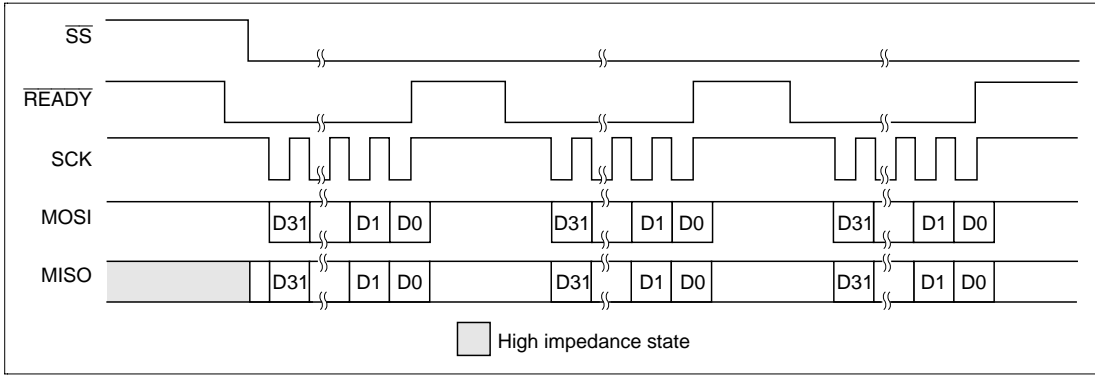 SS
READY
SCK
MOSI D31 D1 D0 D31 D1 D0 D31 D1 D0
MISO D31 D1 D0 D31 D1 D0 D31 D1 D0
High impedance state